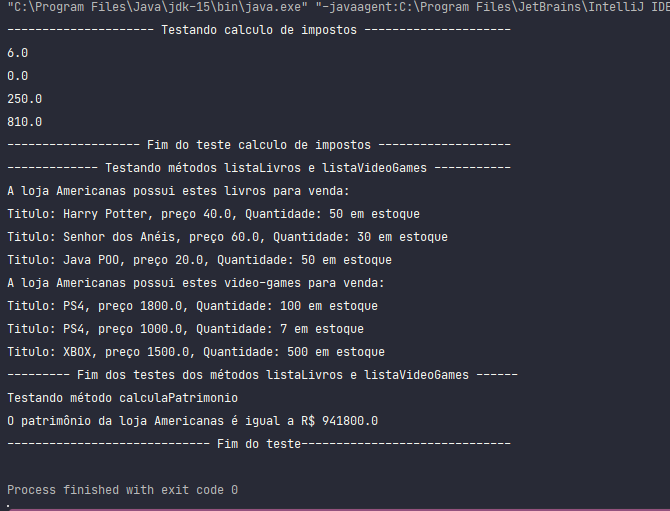 "C:\Program Files\Java\jdk-15\bin\java.exe" "-javaagent:C:\Program Files\JetBrains\IntelliJ IDE
--------------------- Testando calculo de impostos ---------------------
6.0
0.0
250.0
810.0
------------------- Fim do teste calculo de impostos -------------------
------------- Testando métodos listaLivros e listaVideoGames -----------
A loja Americanas possui estes livros para venda:
Titulo: Harry Potter, preço 40.0, Quantidade: 50 em estoque
Titulo: Senhor dos Anéis, preço 60.0, Quantidade: 30 em estoque
Titulo: Java POO, preço 20.0, Quantidade: 50 em estoque
A loja Americanas possui estes video-games para venda:
Titulo: PS4, preço 1800.0, Quantidade: 100 em estoque
Titulo: PS4, preço 1000.0, Quantidade: 7 em estoque
Titulo: XBOX, preço 1500.0, Quantidade: 500 em estoque
--------- Fim dos testes dos métodos listaLivros e listaVideoGames ------
Testando método calculaPatrimonio
O patrimônio da loja Americanas é igual a R$ 941800.0
----------------------------- Fim do teste------------------------------
Process finished with exit code 0